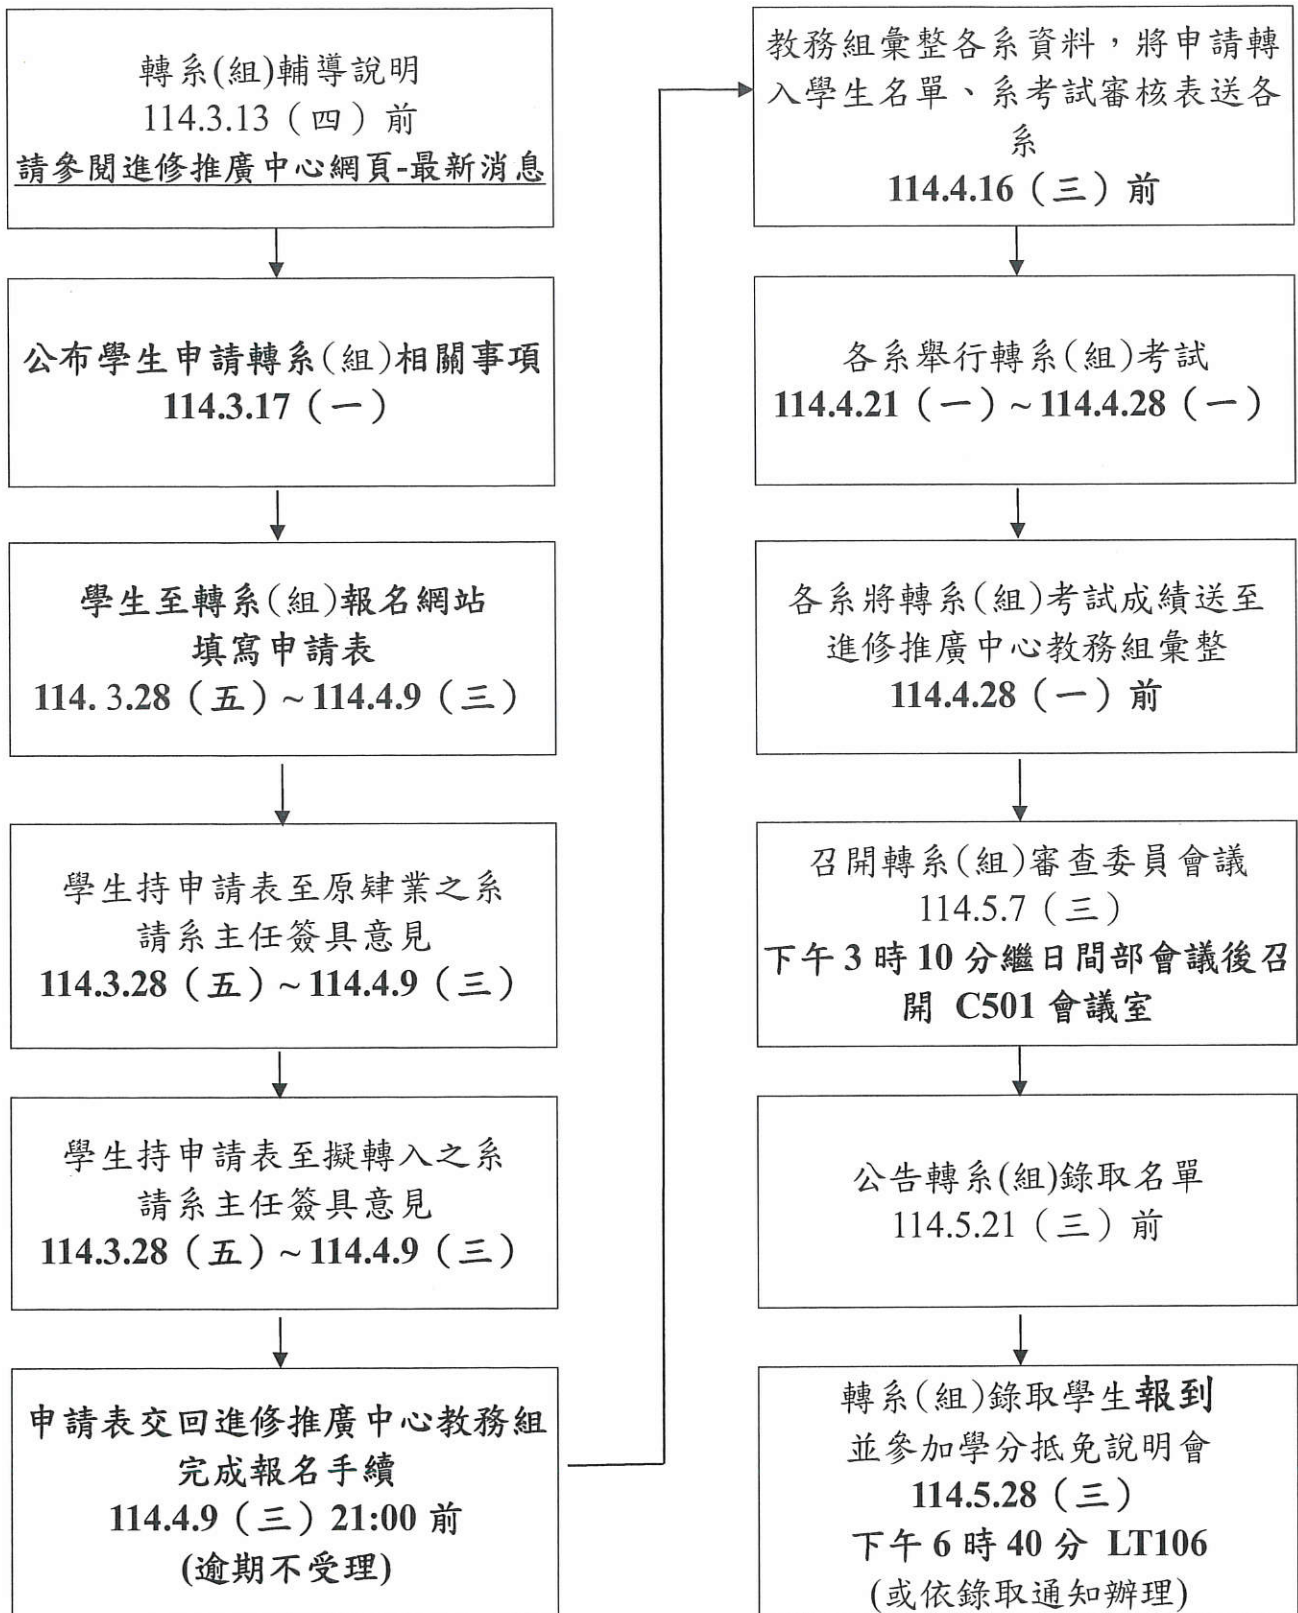 轉系(組)輔導說明
114.3.13（四）前
請參閱進修推廣中心網頁-最新消息
公布學生申請轉系(組)相關事項
114.3.17（一）
學生至轉系(組)報名網站
填寫申請表
114. 3.28（五）~ 114.4.9（三）
學生持申請表至原肄業之系
請系主任簽具意見
114.3.28（五）~ 114.4.9（三）
學生持申請表至擬轉入之系
請系主任簽具意見
114.3.28（五）~ 114.4.9（三）
申請表交回進修推廣中心教務組
完成報名手續
114.4.9（三）21:00 前
(逾期不受理)
教務組彙整各系資料，將申請轉
入學生名單、系考試審核表送各
系
114.4.16（三）前
各系舉行轉系(組)考試
114.4.21（一）~ 114.4.28（一）
各系將轉系(組)考試成績送至
進修推廣中心教務組彙整
114.4.28（一）前
召開轉系(組)審查委員會議
114.5.7（三）
下午 3 時 10 分繼日間部會議後召
開 C501 會議室
公告轉系(組)錄取名單
114.5.21（三）前
轉系(組)錄取學生報到
並參加學分抵免說明會
114.5.28（三）
下午 6 時 40 分 LT106
(或依錄取通知辦理)